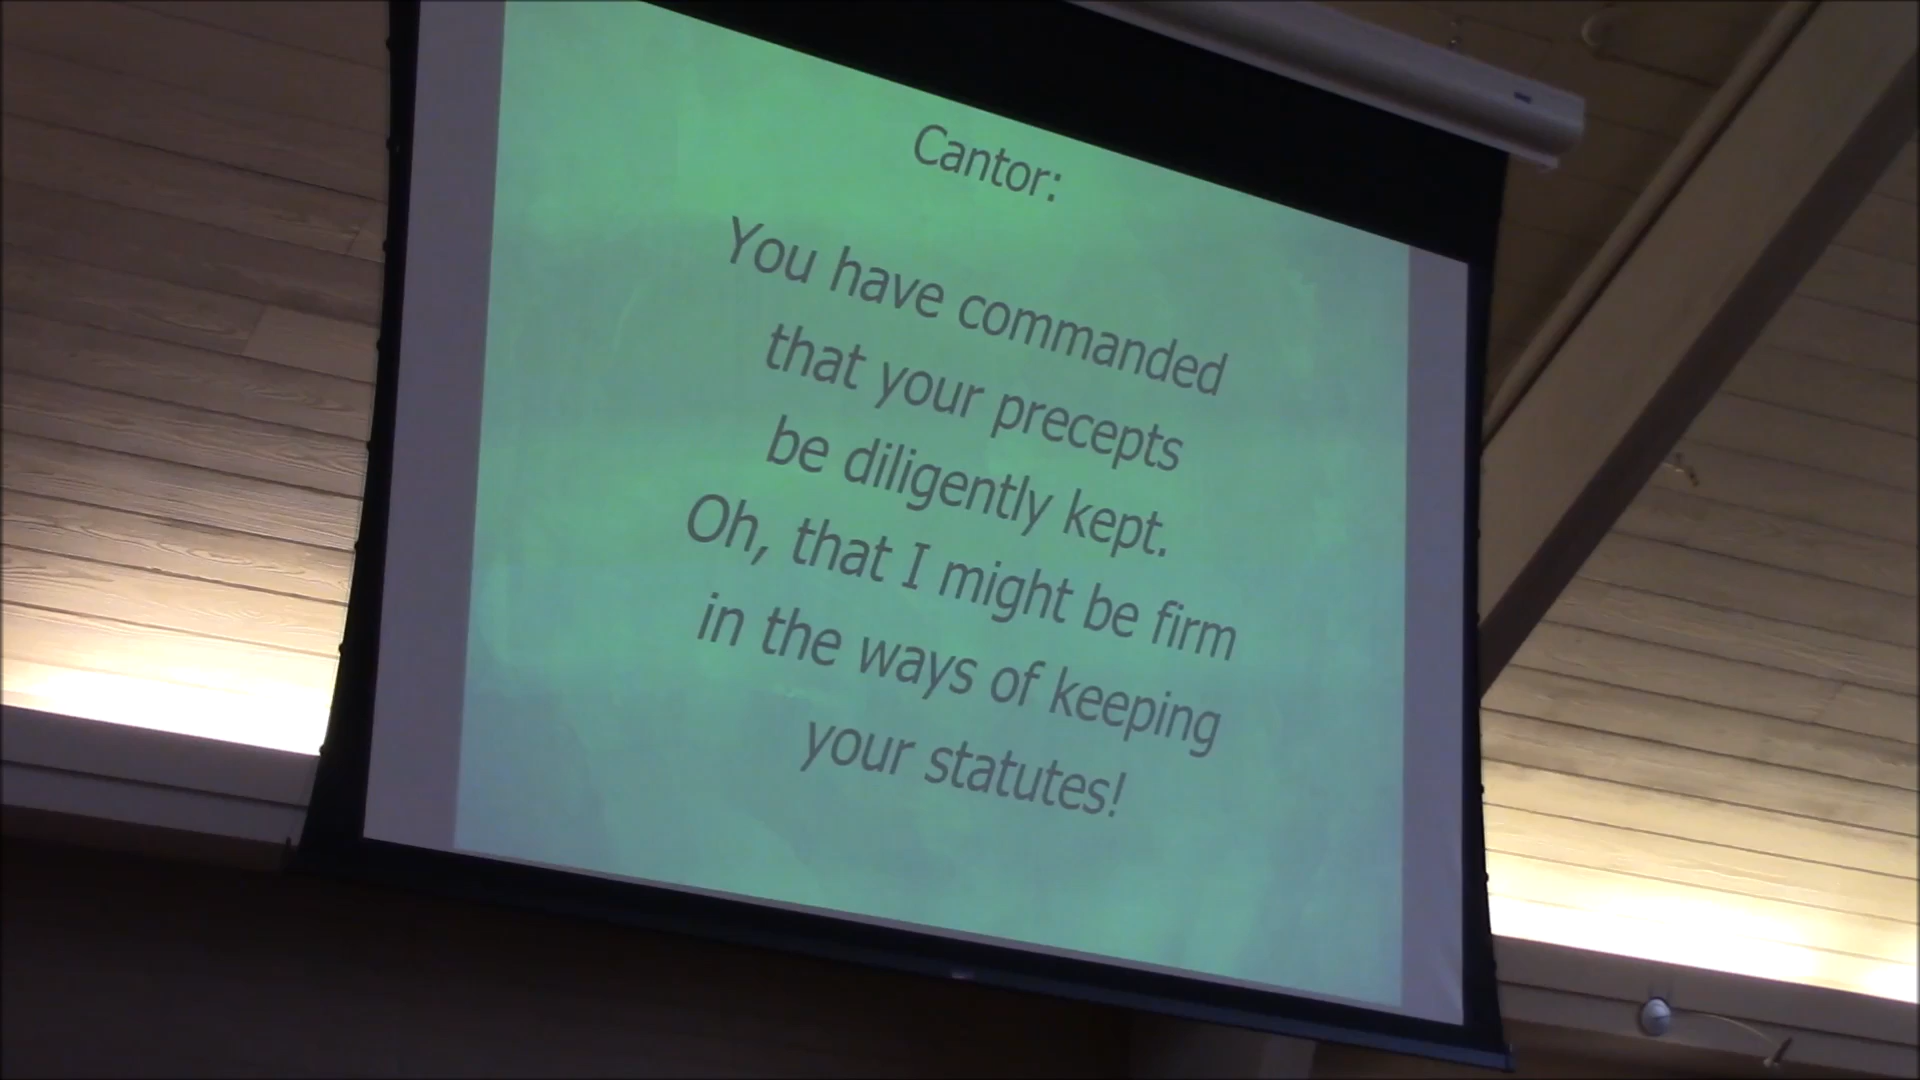 Cantor:
You have commanded
that your precepts
be diligently kept.
Oh, that I might be firm
in the ways of keeping
your statutes!